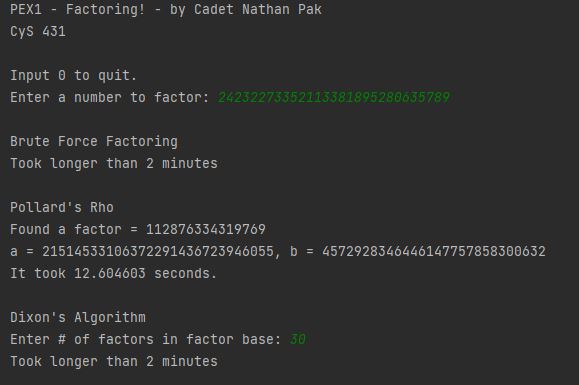 PEX1 - Factoring! - by Cadet Nathan Pak
CyS 431
Input 0 to quit.
Enter a number to factor: 24232273352113381895280635789
Brute Force Factoring
Took longer than 2 minutes
Pollard's Rho
Found a factor = 112876334319769
a = 21514533106372291436723946055, b = 4572928346446147757858300632
It took 12.604603 seconds.
Dixon's Algorithm
Enter # of factors in factor base: 30
Took longer than 2 minutes